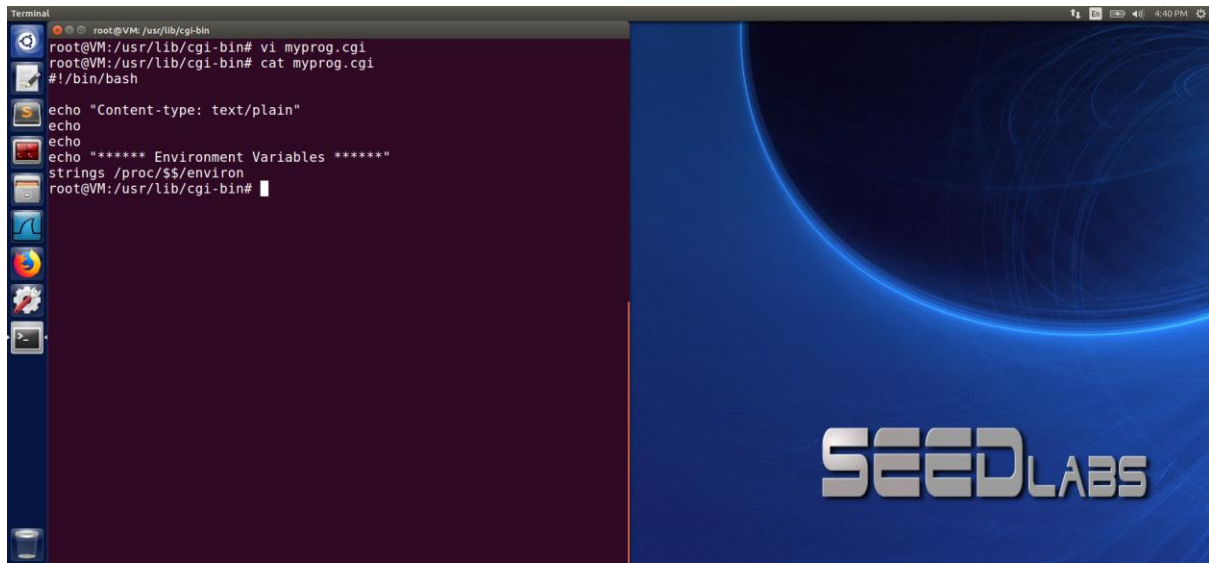 Terminal
En
4:40 PM
root@VM: /usr/lib/cgi-bin
root@VM:/usr/lib/cgi-bin# vi myprog.cgi
root@VM:/usr/lib/cgi-bin# cat myprog.cgi
#!/bin/bash
echo "Content-type: text/plain"
echo
echo
echo "****** Environment Variables ******"
strings /proc/$$/environ
root@VM:/usr/lib/cgi-bin#
SEEDLABS